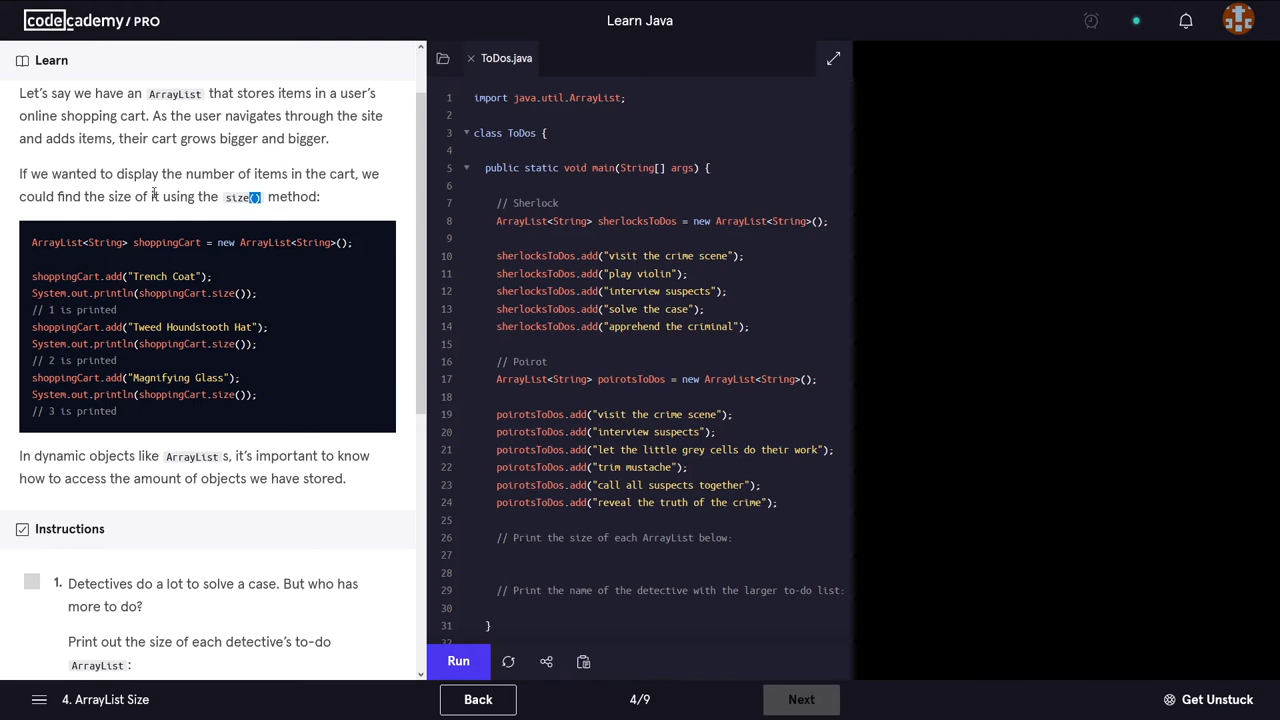 codecademy/PRO
Learn Java
Learn
Let's say we have an ArrayList that stores items in a user's
online shopping cart. As the user navigates through the site
and adds items, their cart grows bigger and bigger.
If we wanted to display the number of items in the cart, we
could find the size of it using the size() method:
ArrayList<String> shoppingCart = new ArrayList<String>();
shoppingCart.add("Trench Coat");
System.out.println(shoppingCart.size());
// 1 is printed
shoppingCart.add("Tweed Houndstooth Hat");
System.out.println(shoppingCart.size());
// 2 is printed
shoppingCart.add("Magnifying Glass");
System.out.println(shoppingCart.size());
// 3 is printed
In dynamic objects like ArrayLists, it's important to know
how to access the amount of objects we have stored.
Instructions
1. Detectives do a lot to solve a case. But who has
more to do?
Print out the size of each detective's to-do
ArrayList:
ToDos.java
1 import java.util.ArrayList;
2
3 class ToDos {
4
5 public static void main(String[] args) {
6
7 // Sherlock
8 ArrayList<String> sherlocksToDos = new ArrayList<String>();
9
10 sherlocksToDos.add("visit the crime scene");
11 sherlocksToDos.add("play violin");
12 sherlocksToDos.add("interview suspects");
13 sherlocksToDos.add("solve the case");
14 sherlocksToDos.add("apprehend the criminal");
15
16 // Poirot
17 ArrayList<String> poirotsToDos = new ArrayList<String>();
18
19 poirotsToDos.add("visit the crime scene");
20 poirotsToDos.add("interview suspects");
21 poirotsToDos.add("let the little grey cells do their work");
22 poirotsToDos.add("trim mustache");
23 poirotsToDos.add("call all suspects together");
24 poirotsToDos.add("reveal the truth of the crime");
25
26 // Print the size of each ArrayList below:
27
28
29 // Print the name of the detective with the larger to-do list:
30
31 }
32
Run
4. ArrayList Size
Back
4/9
Next
Get Unstuck